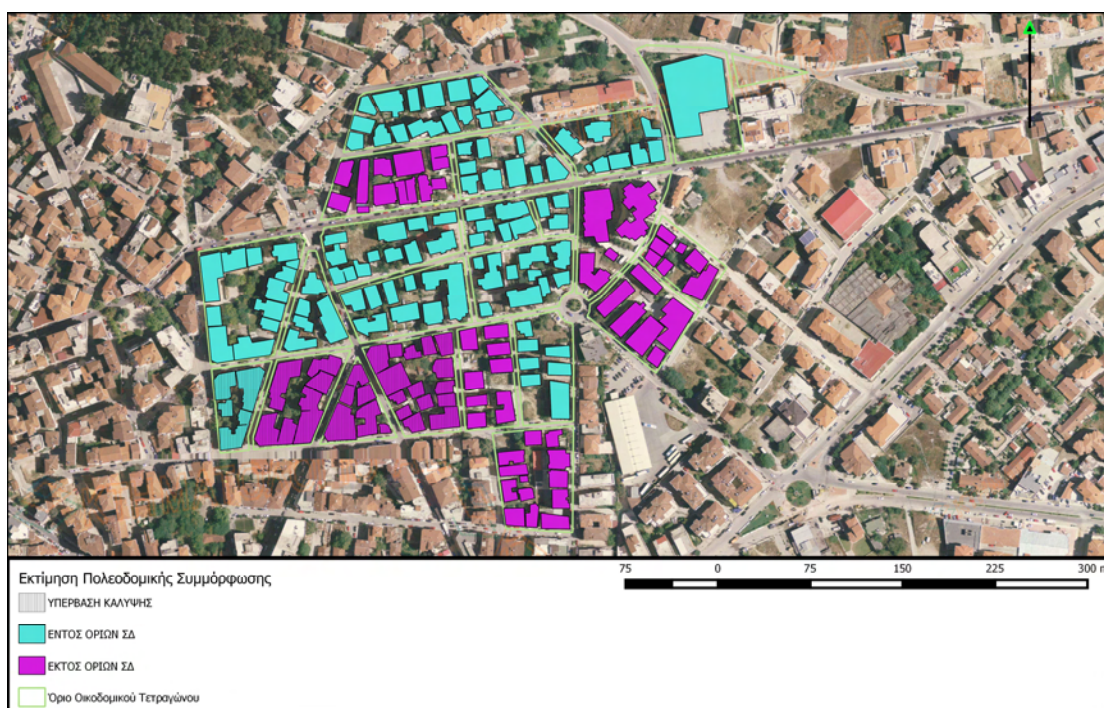 75 0 75 150 225 300 m
Εκτίμηση Πολεοδομικής Συμμόρφωσης
ΥΠΕΡΒΑΣΗ ΚΑΛΥΨΗΣ
ΕΝΤΟΣ ΟΡΙΩΝ ΣΔ
ΕΚΤΟΣ ΟΡΙΩΝ ΣΔ
Όριο Οικοδομικού Τετραγώνου